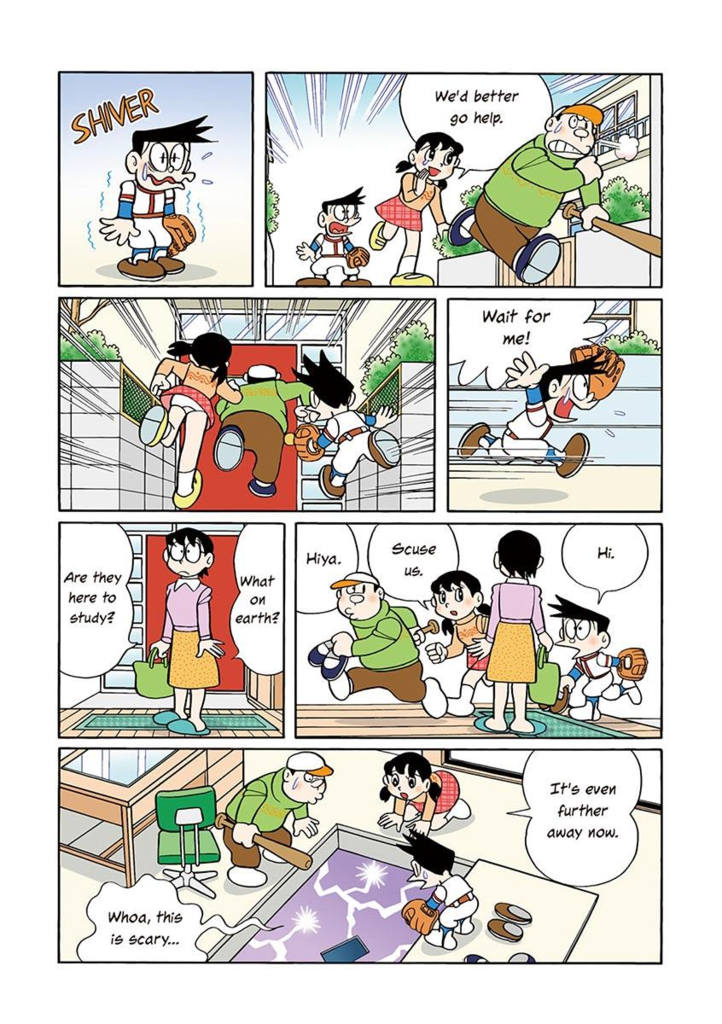 SHIVER
We'd better
go help.
Wait for
me!
Are they
here to
study?
What
on
earth?
Hiya.
Scuse
us.
Hi.
It's even
further
away now.
Whoa, this
is scary...